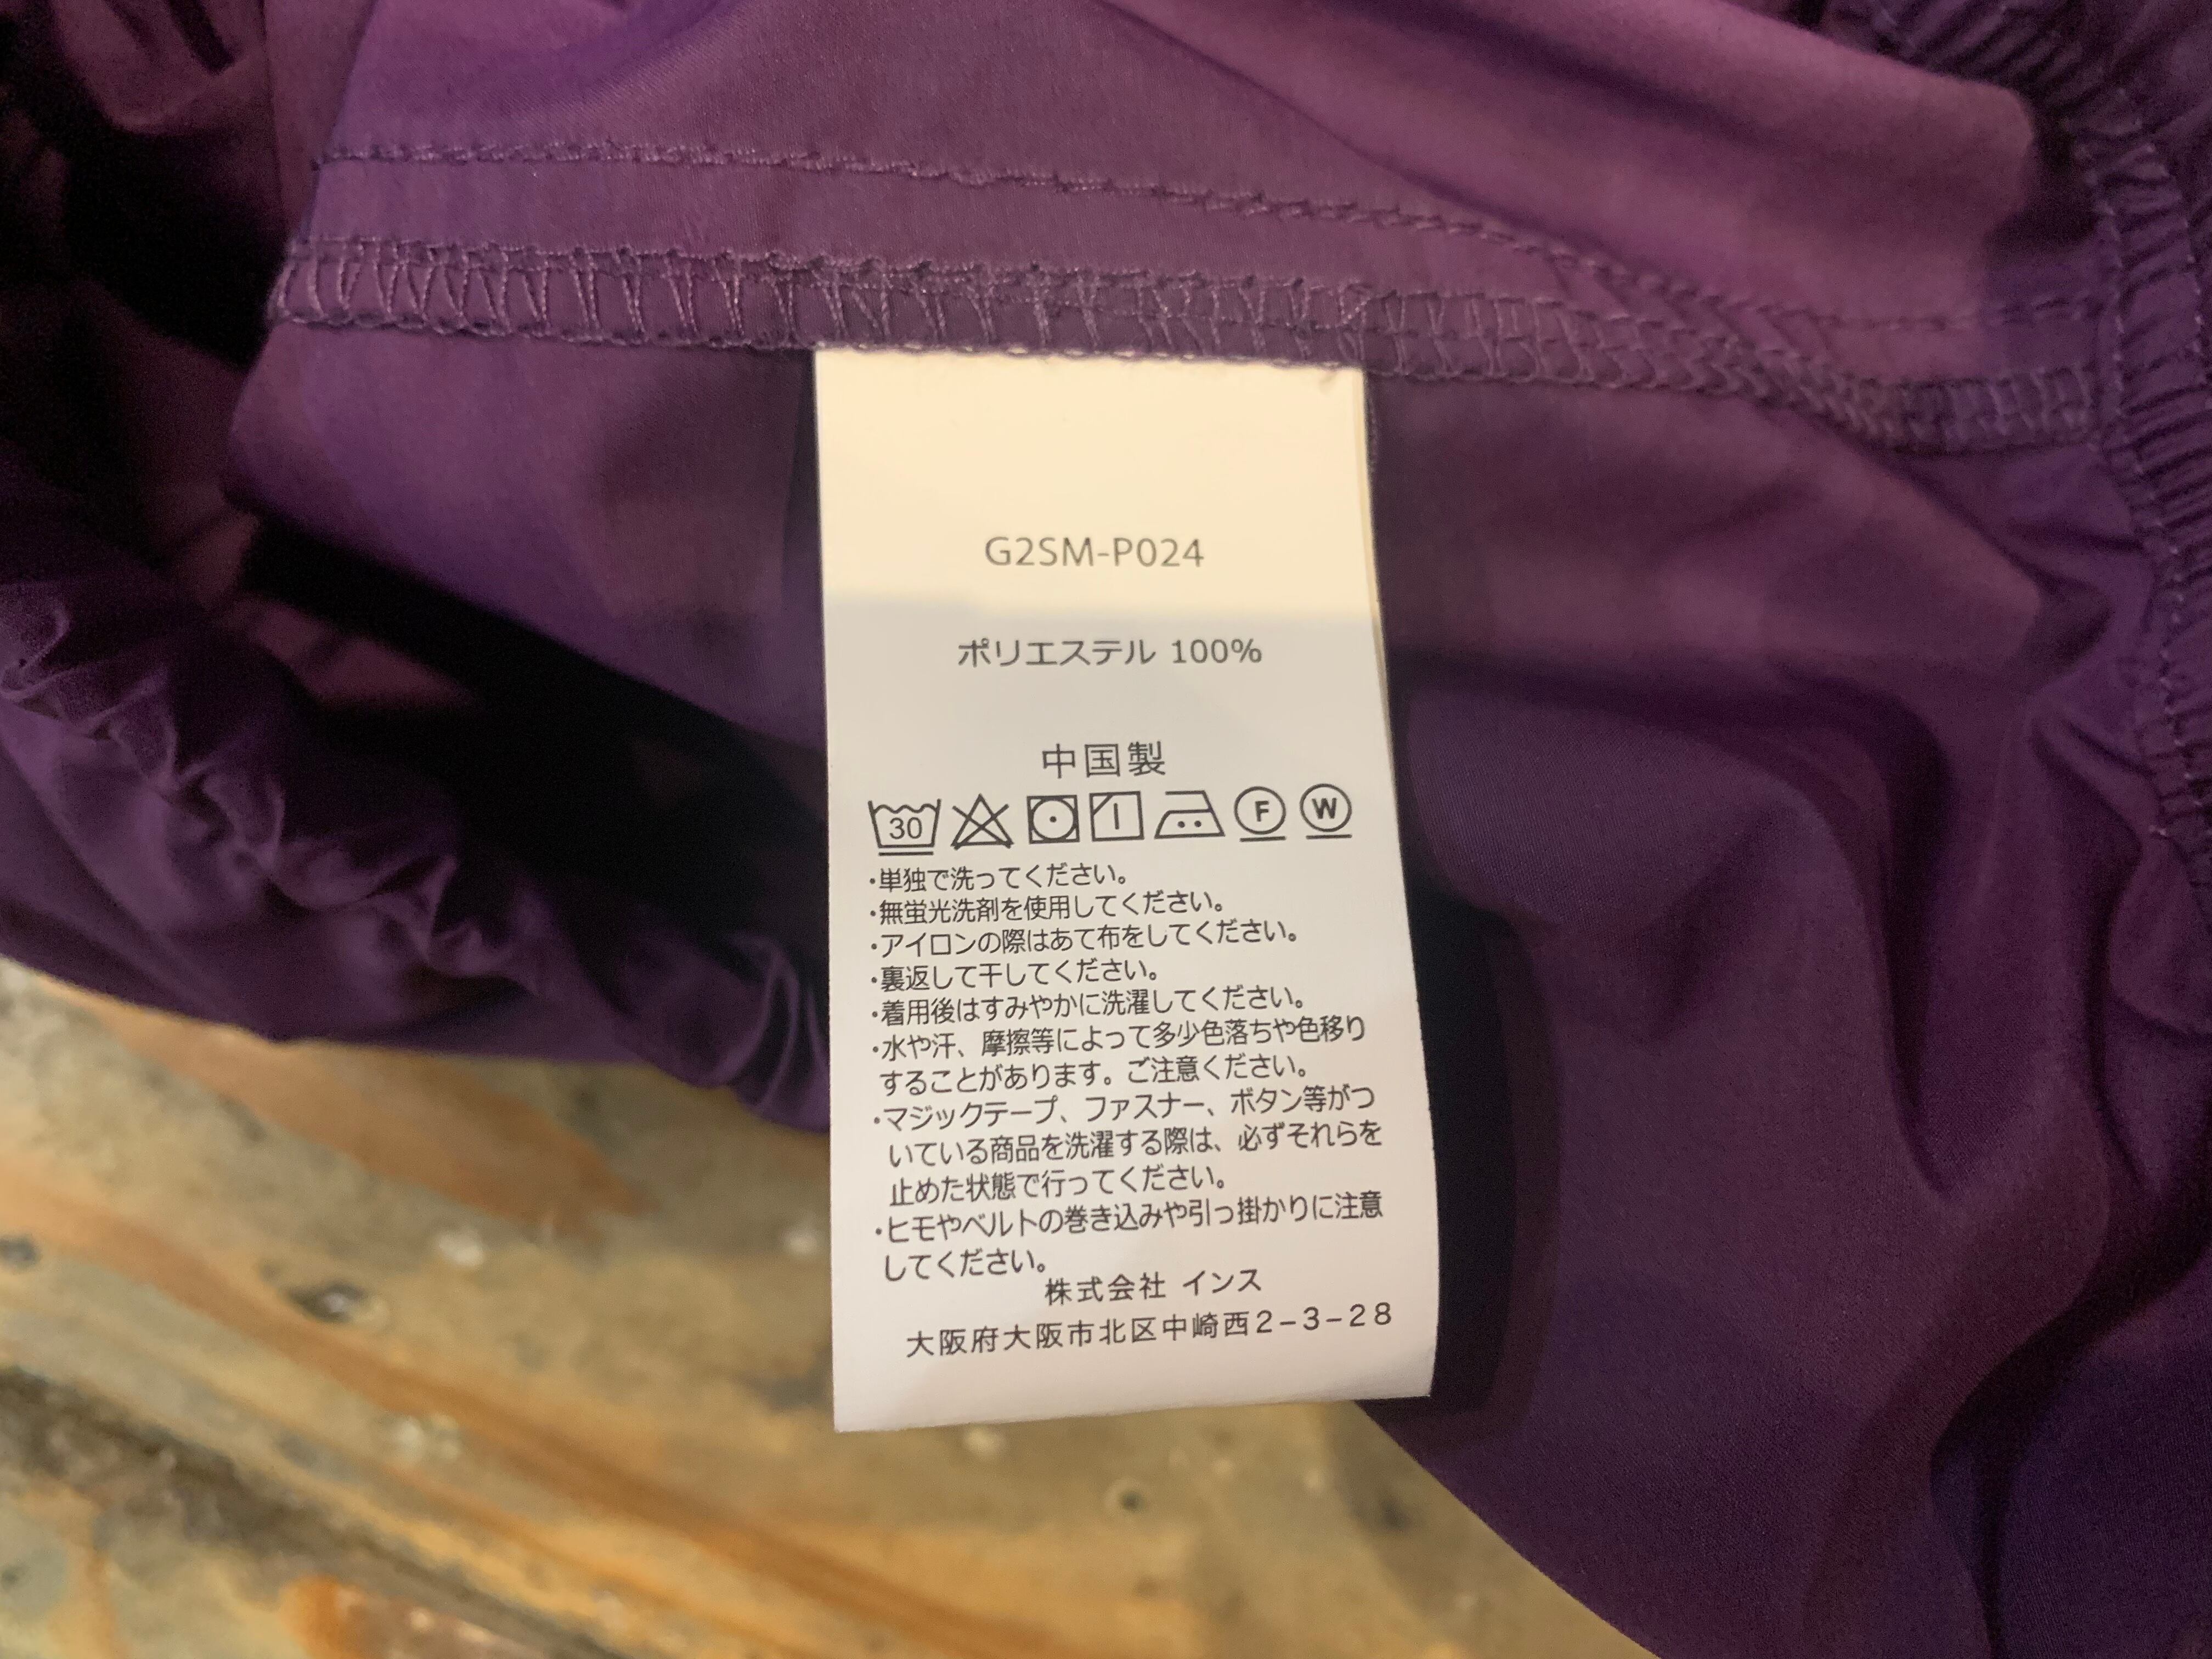 G2SM-P024
ポリエステル 100%
中国製
30 F W
・単独で洗ってください。
・無蛍光洗剤を使用してください。
・アイロンの際はあて布をしてください。
・裏返して干してください。
・着用後はすみやかに洗濯してください。
・水や汗、摩擦等によって多少色落ちや色移り
することがあります。ご注意ください。
・マジックテープ、ファスナー、ボタン等がつ
いている商品を洗濯する際は、必ずそれらを
止めた状態で行ってください。
・ヒモやベルトの巻き込みや引っ掛かりに注意
してください。
株式会社 インス
大阪府大阪市北区中崎西2-3-28